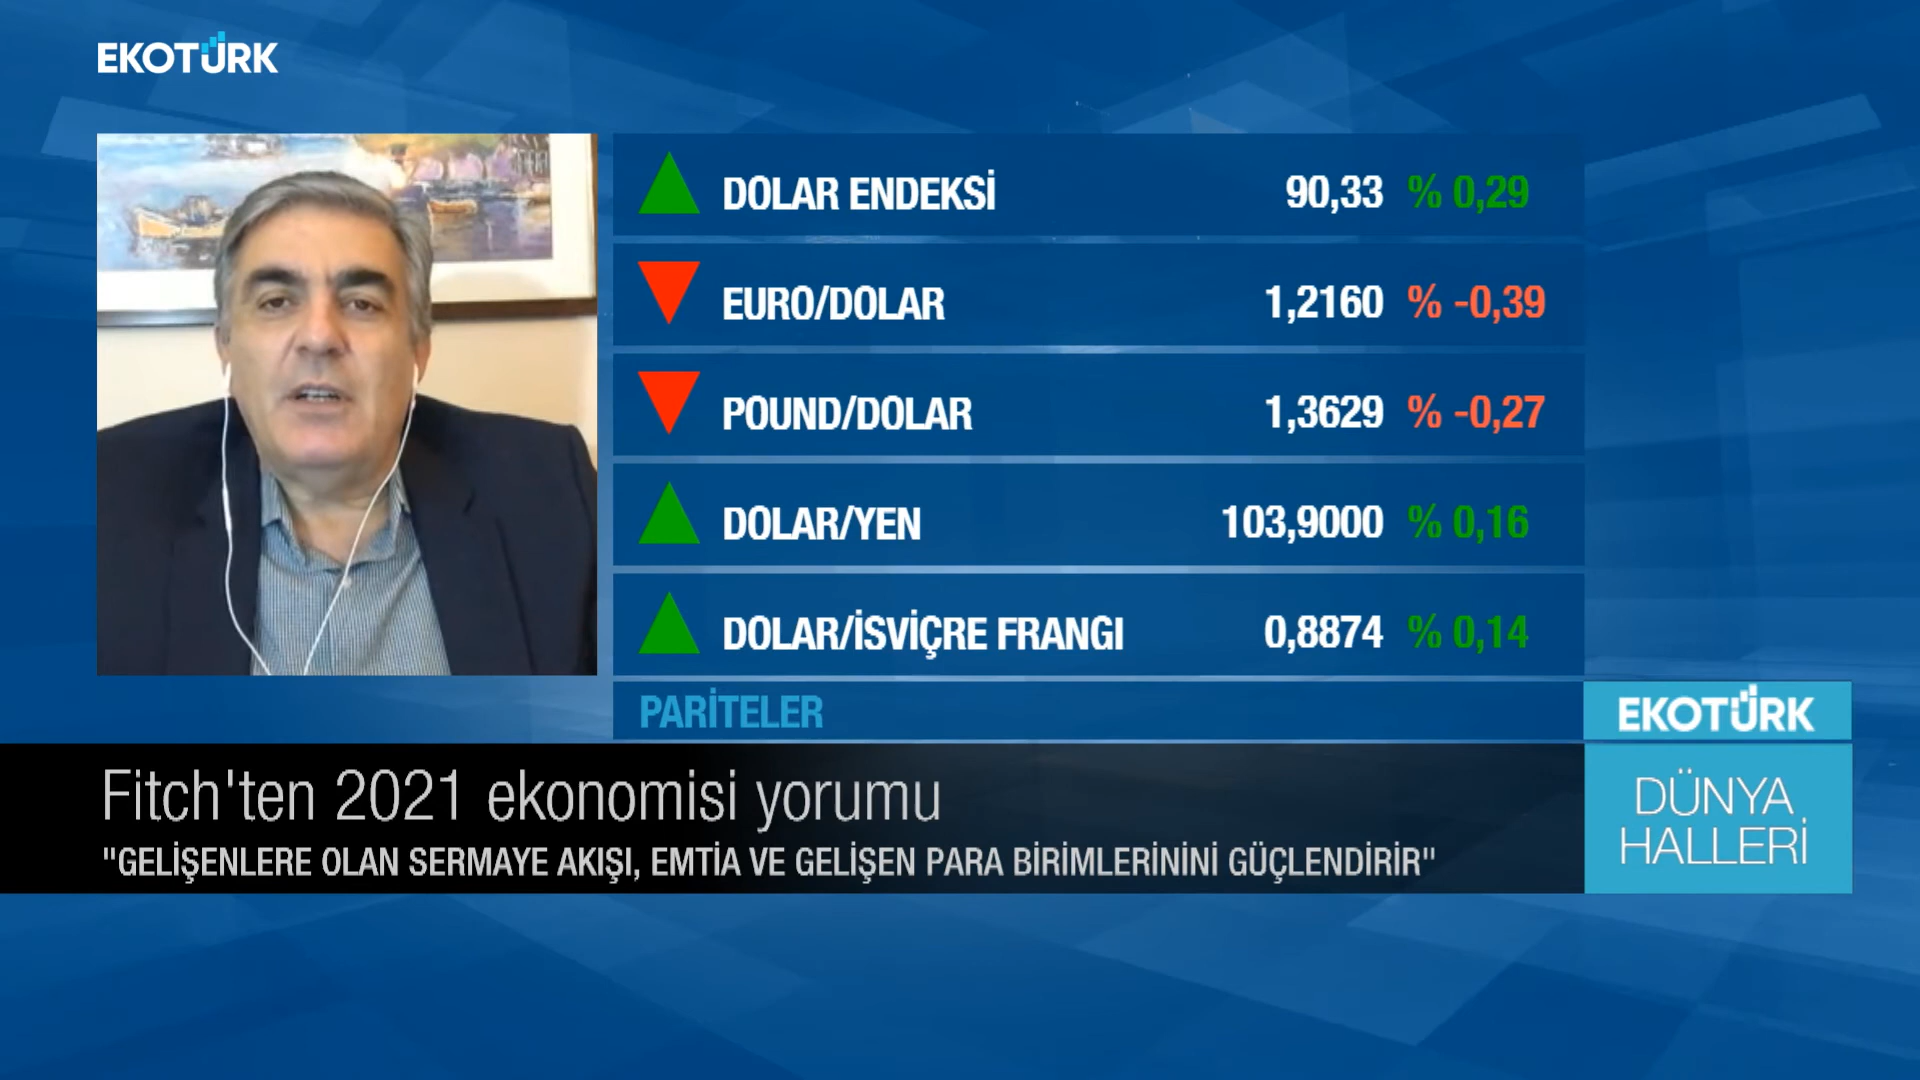 EKOTÜRK
DOLAR ENDEKSİ 90,33 % 0,29
EURO/DOLAR 1,2160 % -0,39
POUND/DOLAR 1,3629 % -0,27
DOLAR/YEN 103,9000 % 0,16
DOLAR/İSVİÇRE FRANGI 0,8874 % 0,14
PARİTELER
EKOTÜRK
Fitch'ten 2021 ekonomisi yorumu
"GELİŞENLERE OLAN SERMAYE AKIŞI, EMTİA VE GELİŞEN PARA BİRİMLERİNİNİ GÜÇLENDİRİR"
DÜNYA
HALLERİ